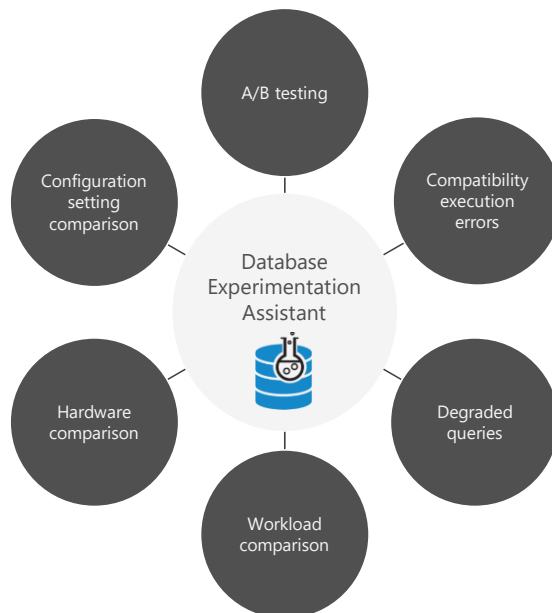 A/B testing
Configuration
setting
comparison
Compatibility
execution
errors
Database
Experimentation
Assistant
Hardware
comparison
Degraded
queries
Workload
comparison